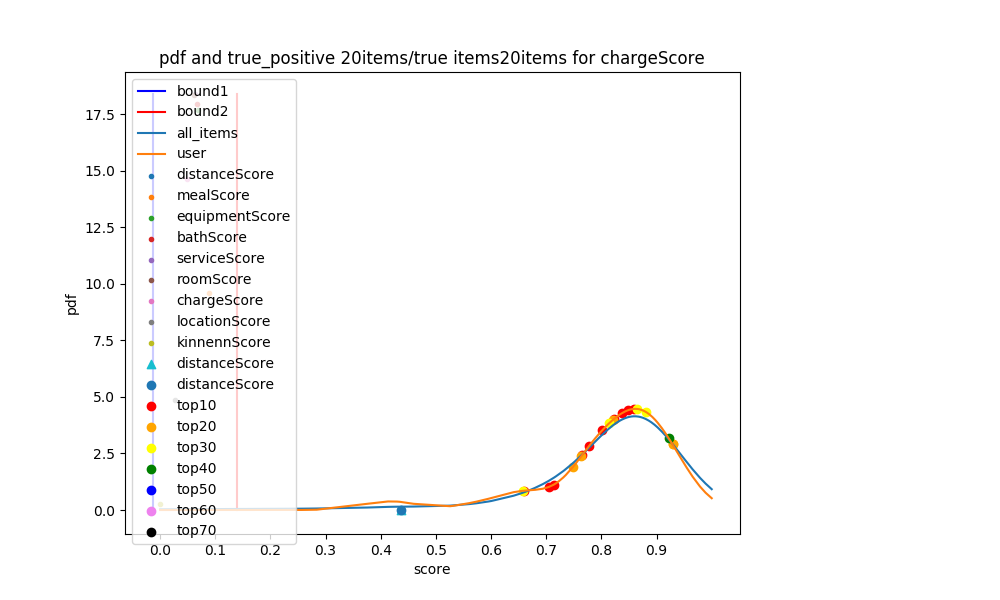 pdf and true_positive 20items/true items20items for chargeScore
pdf
17.5
15.0
12.5
10.0
7.5
5.0
2.5
0.0
bound1
bound2
all_items
user
distanceScore
mealScore
equipmentScore
bathScore
serviceScore
roomScore
chargeScore
locationScore
kinnennScore
distanceScore
distanceScore
top10
top20
top30
top40
top50
top60
top70
0.0 0.1 0.2 0.3 0.4 0.5 0.6 0.7 0.8 0.9
score